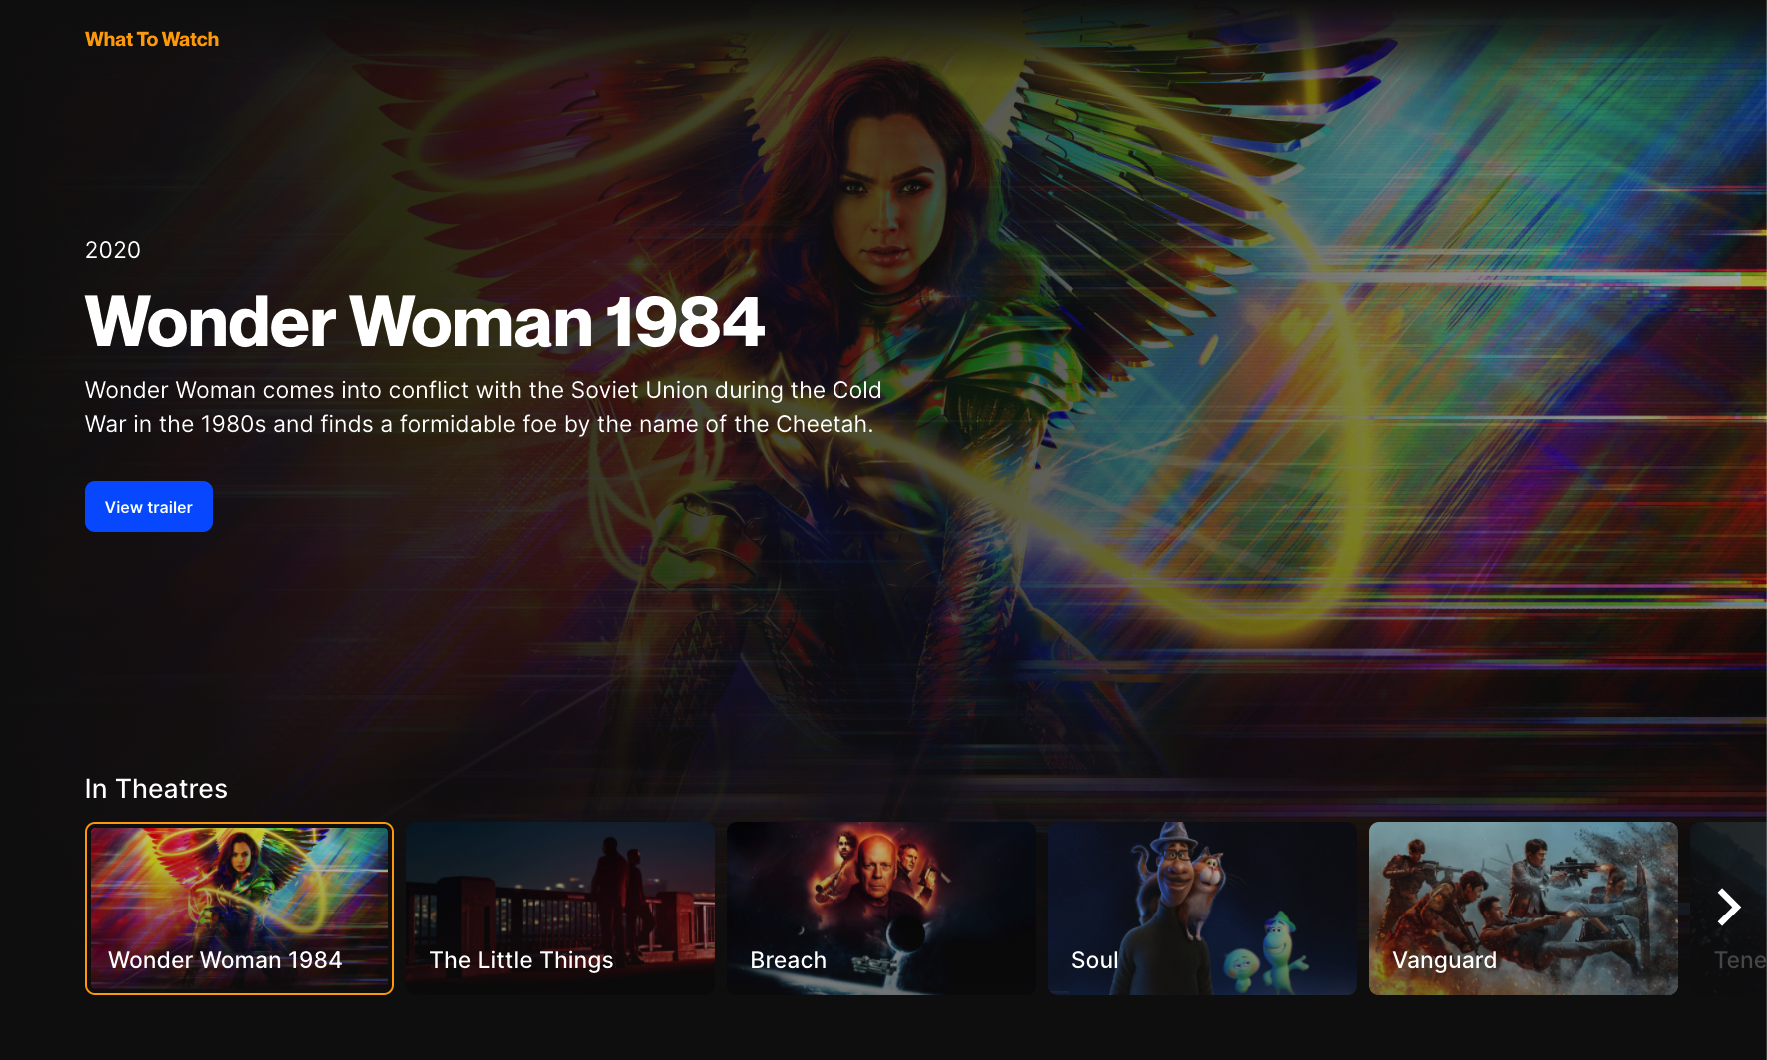 What To Watch
2020
Wonder Woman 1984
Wonder Woman comes into conflict with the Soviet Union during the Cold
War in the 1980s and finds a formidable foe by the name of the Cheetah.
View trailer
In Theatres
Wonder Woman 1984
The Little Things
Breach
Soul
Vanguard
Tene